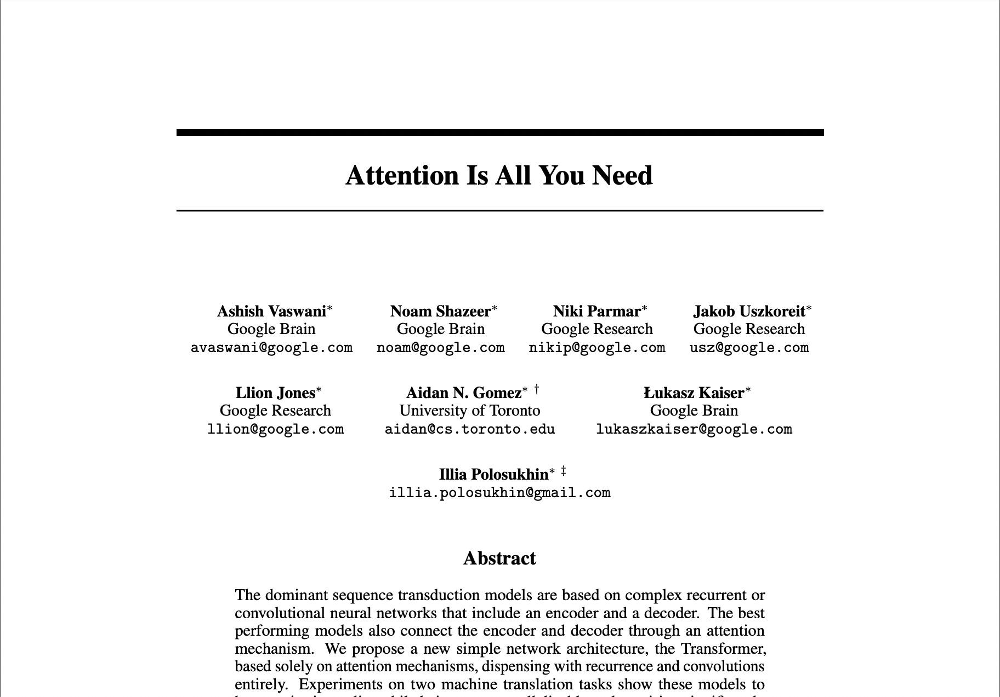 Attention Is All You Need
Ashish Vaswani* Noam Shazeer* Niki Parmar* Jakob Uszkoreit*
Google Brain Google Brain Google Research Google Research
avaswani@google.com noam@google.com nikip@google.com usz@google.com
Llion Jones* Aidan N. Gomez* † Łukasz Kaiser*
Google Research University of Toronto Google Brain
llion@google.com aidan@cs.toronto.edu lukaszkaiser@google.com
Illia Polosukhin* ‡
illia.polosukhin@gmail.com
Abstract
The dominant sequence transduction models are based on complex recurrent or
convolutional neural networks that include an encoder and a decoder. The best
performing models also connect the encoder and decoder through an attention
mechanism. We propose a new simple network architecture, the Transformer,
based solely on attention mechanisms, dispensing with recurrence and convolutions
entirely. Experiments on two machine translation tasks show these models to